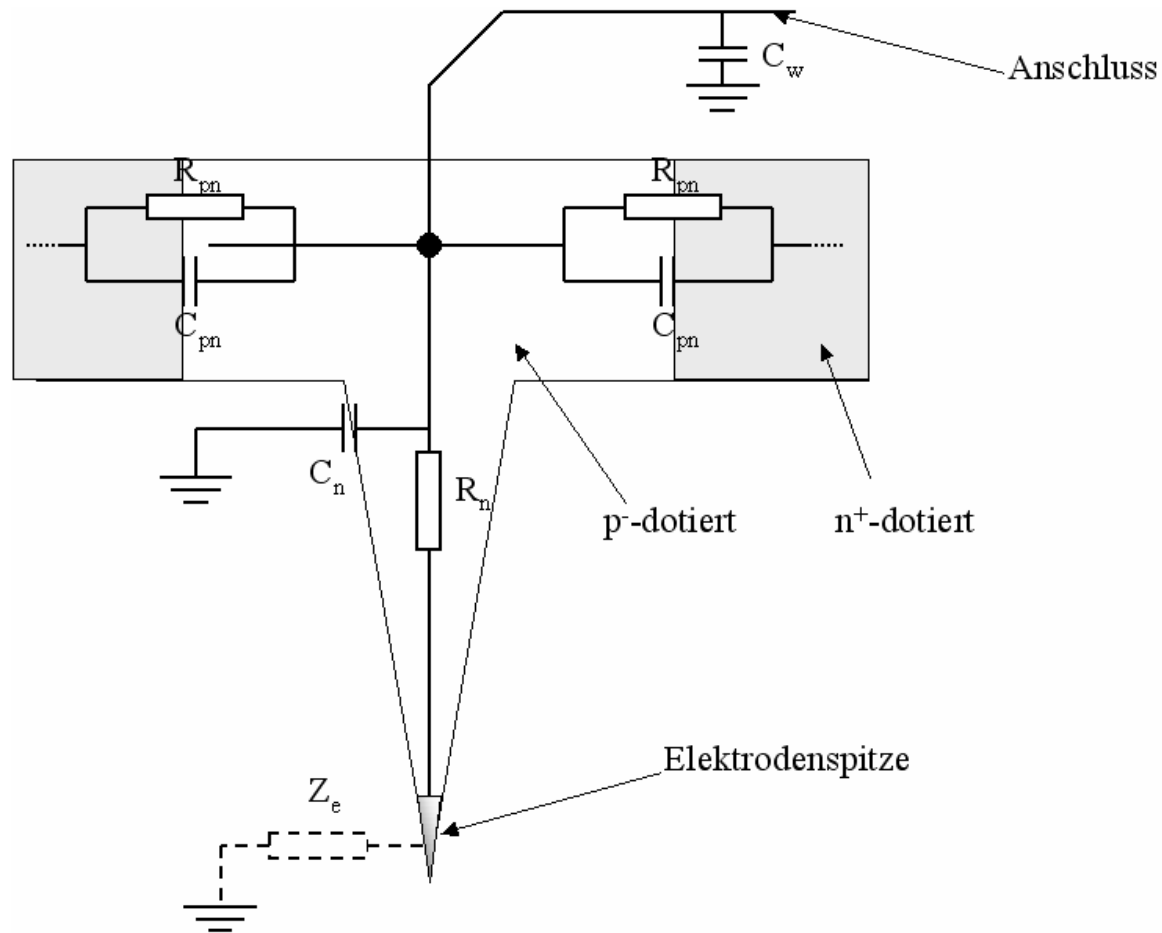 C_w
Anschluss
R_pn
R_pn
C_pn
C_pn
C_n
R_n
p⁻-dotiert
n⁺-dotiert
Elektrodenspitze
Z_e